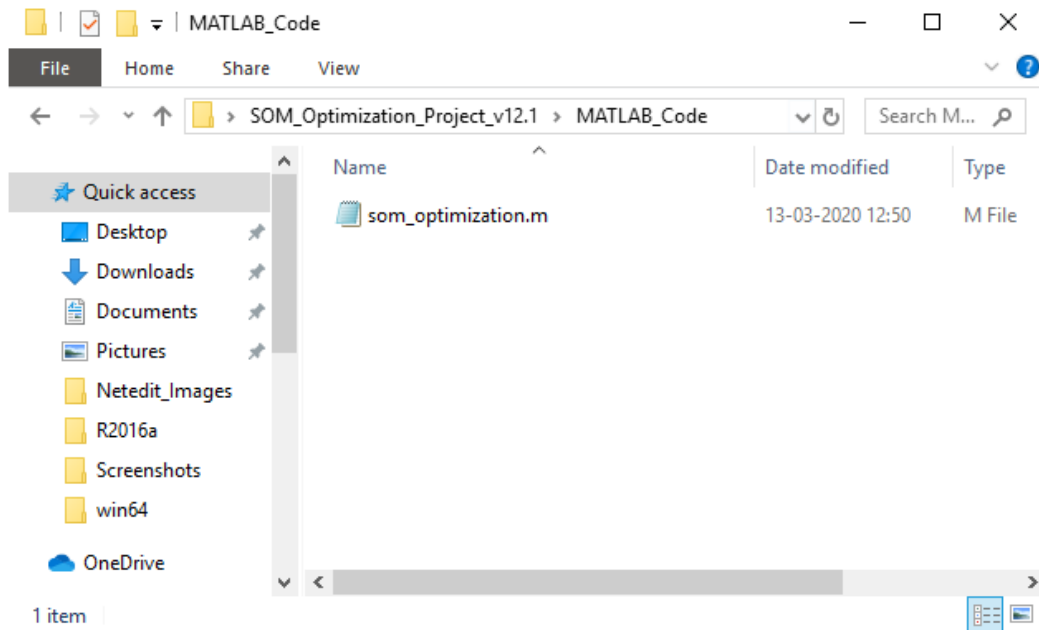 MATLAB_Code
File Home Share View
SOM_Optimization_Project_v12.1 > MATLAB_Code Search M...
Name Date modified Type
Quick access
som_optimization.m 13-03-2020 12:50 M File
Desktop
Downloads
Documents
Pictures
Netedit_Images
R2016a
Screenshots
win64
OneDrive
1 item